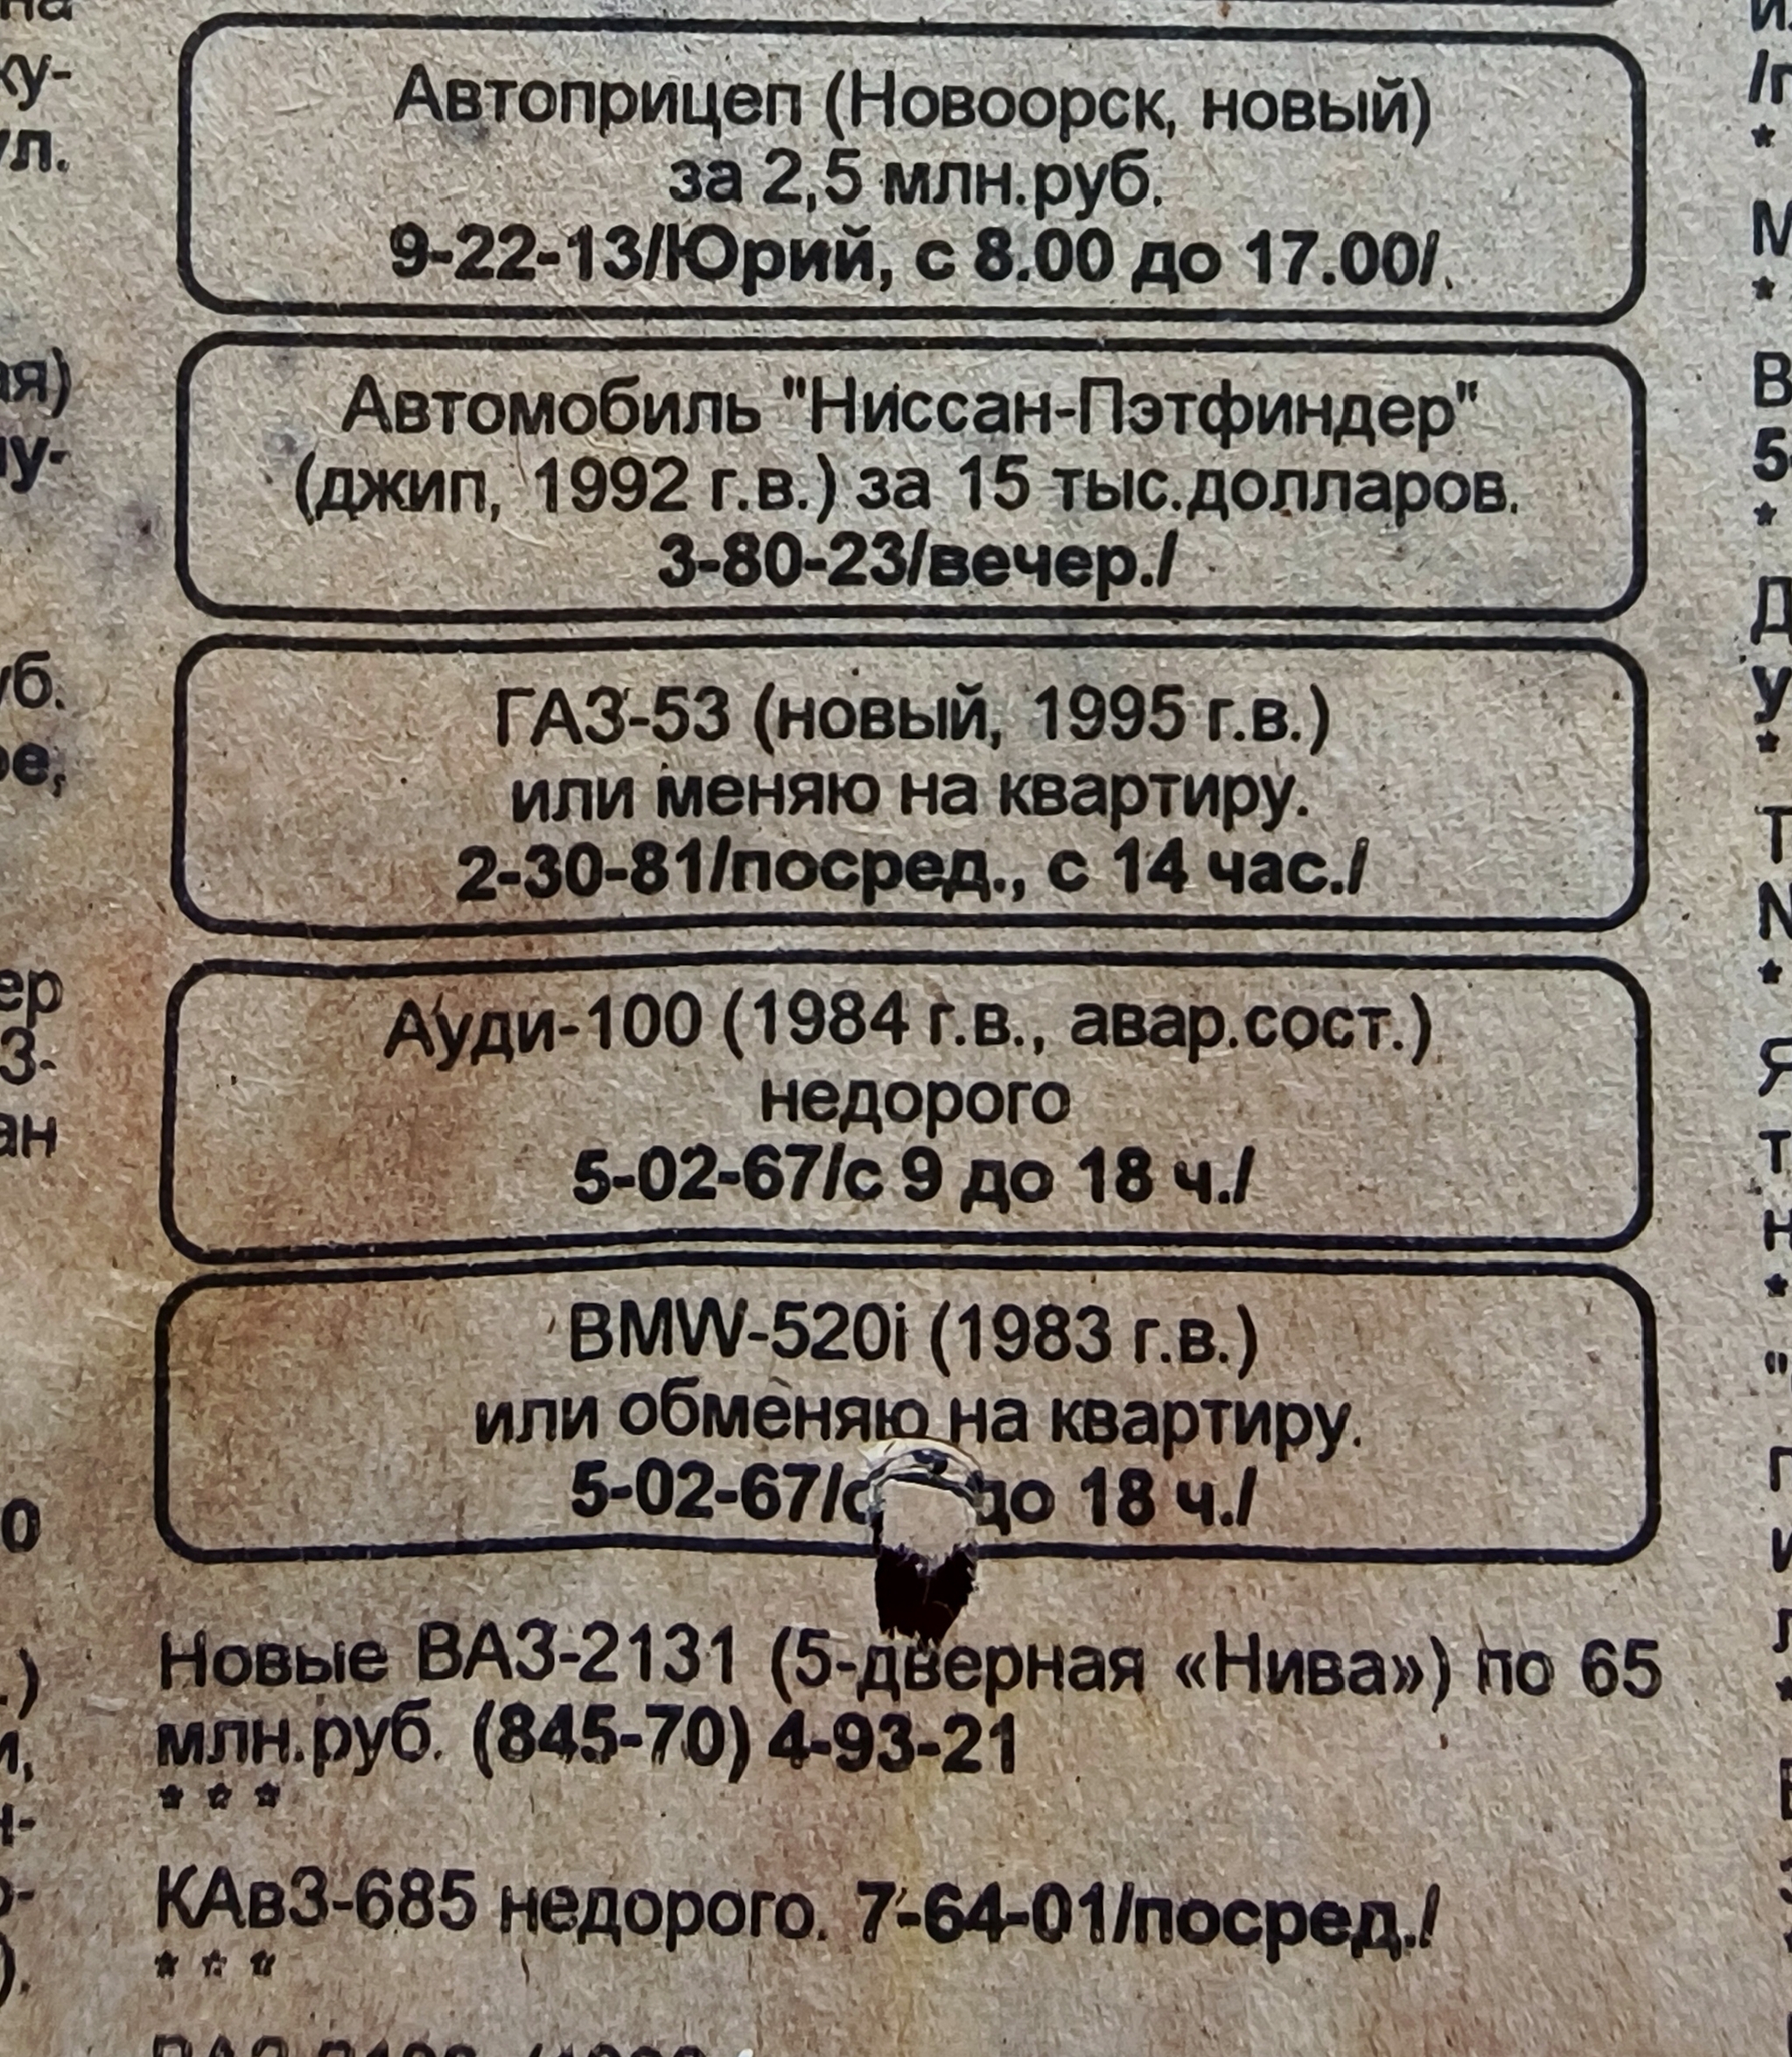 Автоприцеп (Новоорск, новый)
за 2,5 млн.руб.
9-22-13/Юрий, с 8.00 до 17.00/.
Автомобиль "Ниссан-Пэтфиндер"
(джип, 1992 г.в.) за 15 тыс.долларов.
3-80-23/вечер./
ГАЗ-53 (новый, 1995 г.в.)
или меняю на квартиру.
2-30-81/посред., с 14 час./
Ауди-100 (1984 г.в., авар.сост.)
недорого
5-02-67/с 9 до 18 ч./
BMW-520i (1983 г.в.)
или обменяю на квартиру.
5-02-67/с до 18 ч./
Новые ВАЗ-2131 (5-дверная «Нива») по 65
млн.руб. (845-70) 4-93-21
* * *
КАвЗ-685 недорого. 7-64-01/посред./
* * *